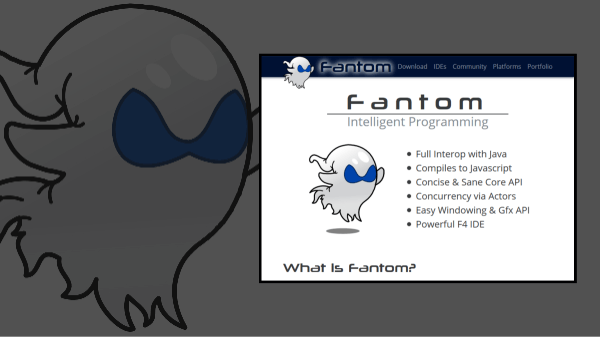 Fantom Download IDEs Community Platforms Portfolio
Fantom
Intelligent Programming
Full Interop with Java
Compiles to Javascript
Concise & Sane Core API
Concurrency via Actors
Easy Windowing & Gfx API
Powerful F4 IDE
What Is Fantom?